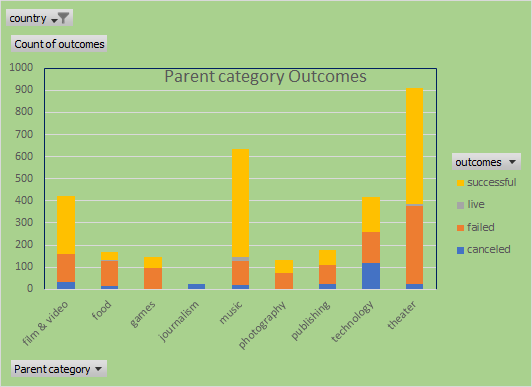 country
Count of outcomes
Parent category Outcomes
1000
900
800
700
600
500
400
300
200
100
0
film & video
food
games
journalism
music
photography
publishing
technology
theater
outcomes
successful
live
failed
canceled
Parent category